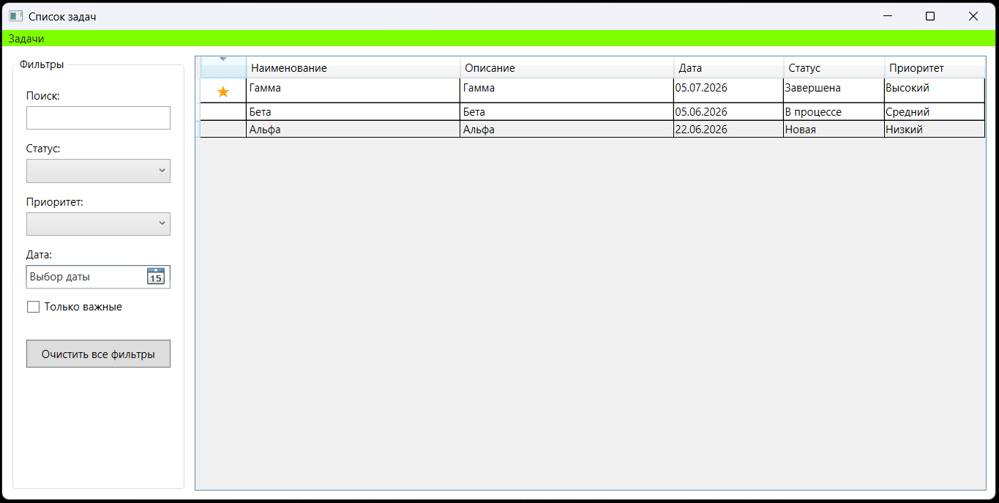 Список задач
Задачи
Фильтры
Поиск:
Статус:
Приоритет:
Дата:
Выбор даты
15
Только важные
Очистить все фильтры
Наименование Описание Дата Статус Приоритет
Гамма Гамма 05.07.2026 Завершена Высокий
Бета Бета 05.06.2026 В процессе Средний
Альфа Альфа 22.06.2026 Новая Низкий